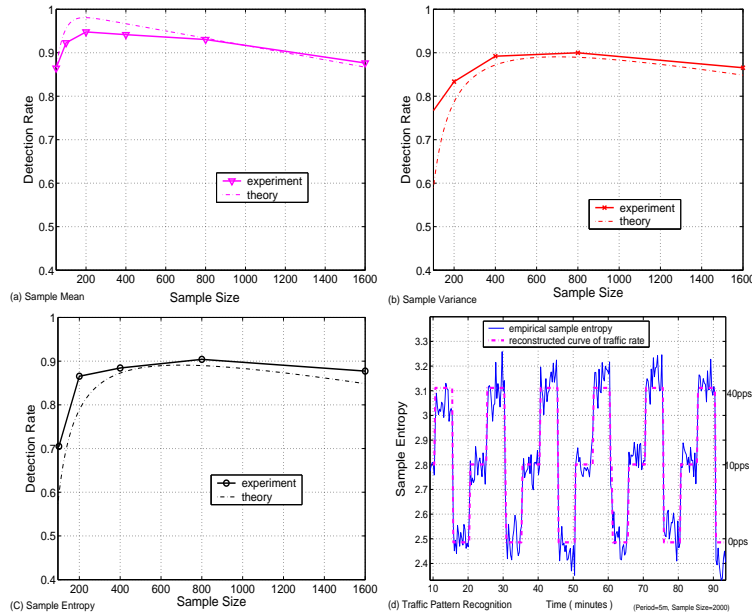 1
0.9
0.8
0.7
0.6
0.5
0.4
Detection Rate
experiment
theory
200 400 600 800 1000 1200 1400 1600
(a) Sample Mean
Sample Size
1
0.9
0.8
0.7
0.6
0.5
0.4
Detection Rate
experiment
theory
200 400 600 800 1000 1200 1400 1600
(b) Sample Variance
Sample Size
1
0.9
0.8
0.7
0.6
0.5
0.4
Detection Rate
experiment
theory
200 400 600 800 1000 1200 1400 1600
(C) Sample Entropy
Sample Size
empirical sample entropy
reconstructed curve of traffic rate
3.3
3.2
3.1
3
2.9
2.8
2.7
2.6
2.5
2.4
Sample Entropy
40pps
10pps
0pps
10 20 30 40 50 60 70 80 90
(d) Traffic Pattern Recognition
Time ( minutes )
(Period=5m, Sample Size=2000)